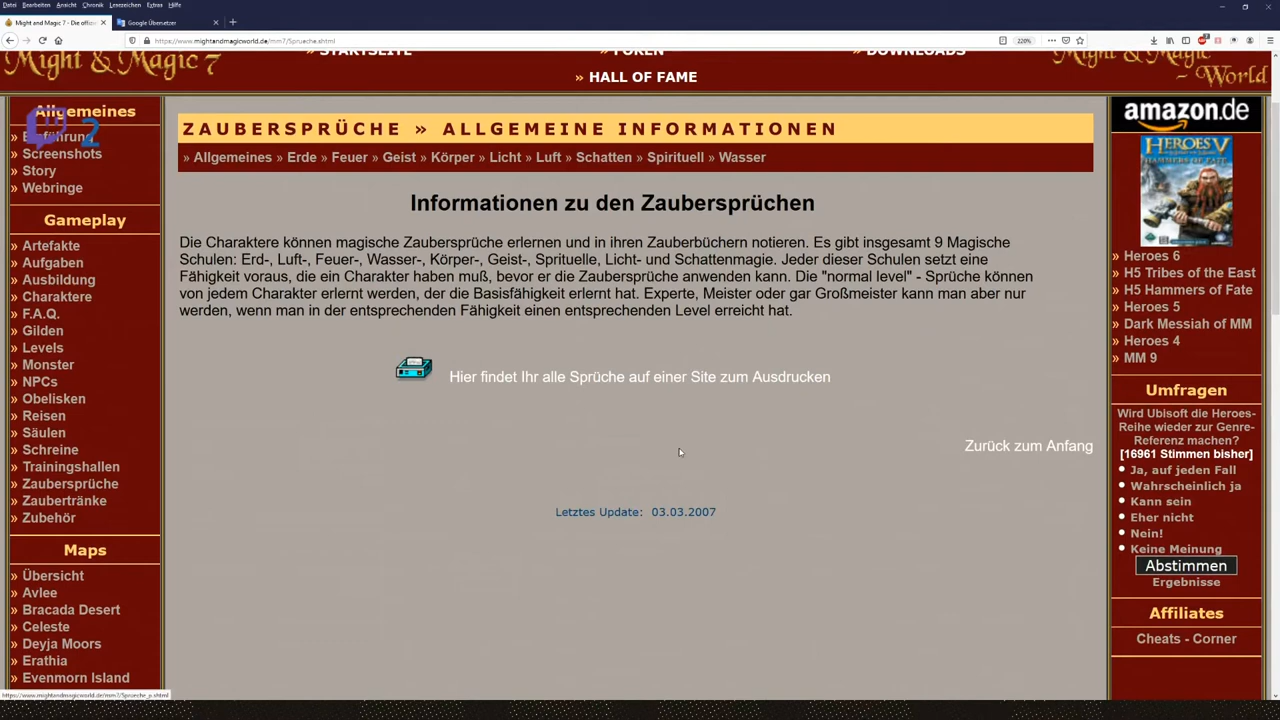 Datei Bearbeiten Ansicht Chronik Lesezeichen Extras Hilfe
Might and Magic 7 - Die offizi
Google Übersetzer
https://www.mightandmagicworld.de/mm7/Sprueche.shtml
220%
Might & Magic 7
» STARTSEITE
» FOREN
» DOWNLOADS
» HALL OF FAME
Might & Magic
~ World
Allgemeines
» Einführung
» Screenshots
» Story
» Webringe
2
Gameplay
» Artefakte
» Aufgaben
» Ausbildung
» Charaktere
» F.A.Q.
» Gilden
» Levels
» Monster
» NPCs
» Obelisken
» Reisen
» Säulen
» Schreine
» Trainingshallen
» Zaubersprüche
» Zaubertränke
» Zubehör
Maps
» Übersicht
» Avlee
» Bracada Desert
» Celeste
» Deyja Moors
» Erathia
» Evenmorn Island
ZAUBERSPRÜCHE » ALLGEMEINE INFORMATIONEN
» Allgemeines » Erde » Feuer » Geist » Körper » Licht » Luft » Schatten » Spirituell » Wasser
Informationen zu den Zaubersprüchen
Die Charaktere können magische Zaubersprüche erlernen und in ihren Zauberbüchern notieren. Es gibt insgesamt 9 Magische
Schulen: Erd-, Luft-, Feuer-, Wasser-, Körper-, Geist-, Sprituelle, Licht- und Schattenmagie. Jeder dieser Schulen setzt eine
Fähigkeit voraus, die ein Charakter haben muß, bevor er die Zaubersprüche anwenden kann. Die "normal level" - Sprüche können
von jedem Charakter erlernt werden, der die Basisfähigkeit erlernt hat. Experte, Meister oder gar Großmeister kann man aber nur
werden, wenn man in der entsprechenden Fähigkeit einen entsprechenden Level erreicht hat.
Hier findet Ihr alle Sprüche auf einer Site zum Ausdrucken
Zurück zum Anfang
Letztes Update: 03.03.2007
amazon.de
HEROES V
HAMMERS OF FATE
» Heroes 6
» H5 Tribes of the East
» H5 Hammers of Fate
» Heroes 5
» Dark Messiah of MM
» Heroes 4
» MM 9
Umfragen
Wird Ubisoft die Heroes-
Reihe wieder zur Genre-
Referenz machen?
[16961 Stimmen bisher]
Ja, auf jeden Fall
Wahrscheinlich ja
Kann sein
Eher nicht
Nein!
Keine Meinung
Abstimmen
Ergebnisse
Affiliates
Cheats - Corner
https://www.mightandmagicworld.de/mm7/Sprueche_p.shtml